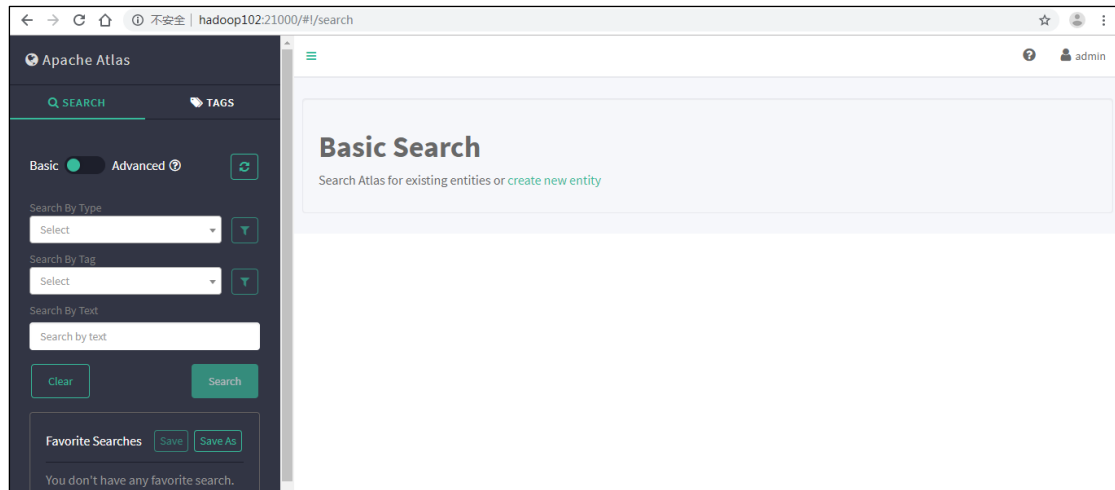 不安全 | hadoop102:21000/#!/search
Apache Atlas
admin
SEARCH
TAGS
Basic Search
Basic
Advanced
Search Atlas for existing entities or create new entity
Search By Type
Select
Search By Tag
Select
Search By Text
Search by text
Clear
Search
Favorite Searches
Save
Save As
You don't have any favorite search.